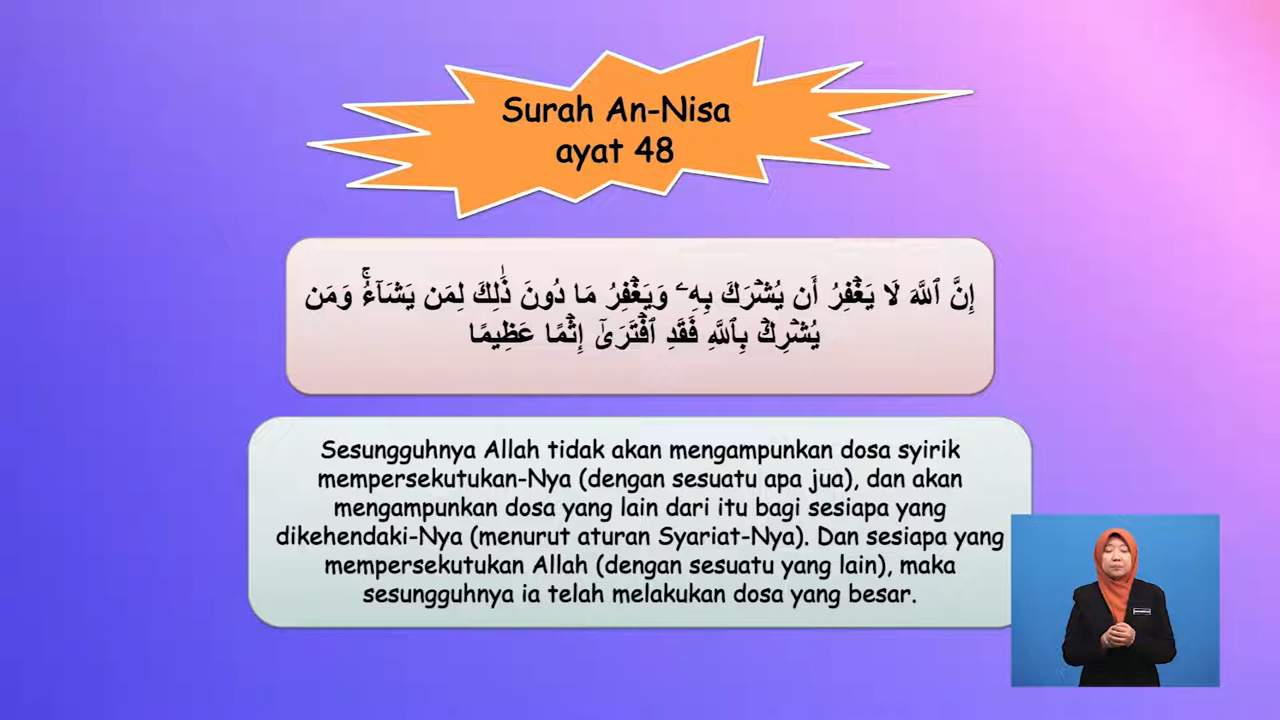 Surah An-Nisa
ayat 48
إِنَّ ٱللَّهَ لَا يَغۡفِرُ أَن يُشۡرَكَ بِهِۦ وَيَغۡفِرُ مَا دُونَ ذَٰلِكَ لِمَن يَشَآءُۚ وَمَن
يُشۡرِكۡ بِٱللَّهِ فَقَدِ ٱفۡتَرَىٰٓ إِثۡمًا عَظِيمًا
Sesungguhnya Allah tidak akan mengampunkan dosa syirik
mempersekutukan-Nya (dengan sesuatu apa jua), dan akan
mengampunkan dosa yang lain dari itu bagi sesiapa yang
dikehendaki-Nya (menurut aturan Syariat-Nya). Dan sesiapa yang
mempersekutukan Allah (dengan sesuatu yang lain), maka
sesungguhnya ia telah melakukan dosa yang besar.